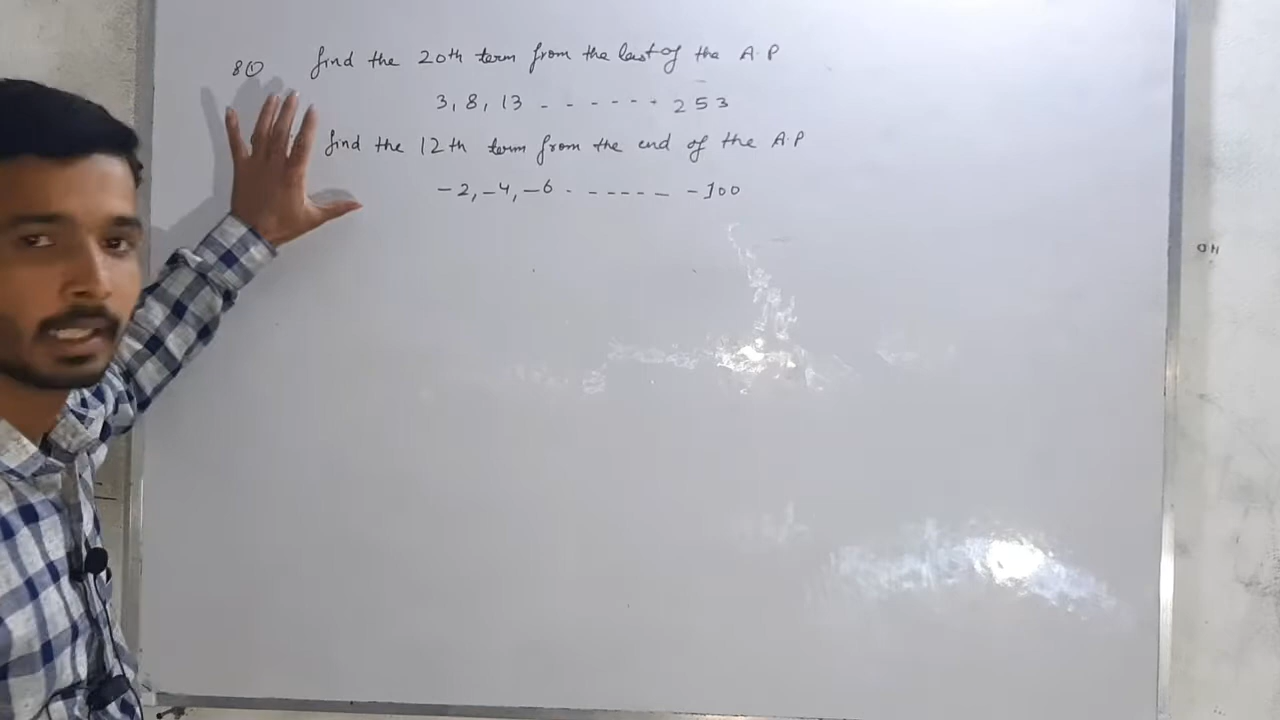 8 ① find the 20th term from the last of the A.P
3, 8, 13 - - - - - - - 253
find the 12th term from the end of the A.P
-2, -4, -6 - - - - - - - -100